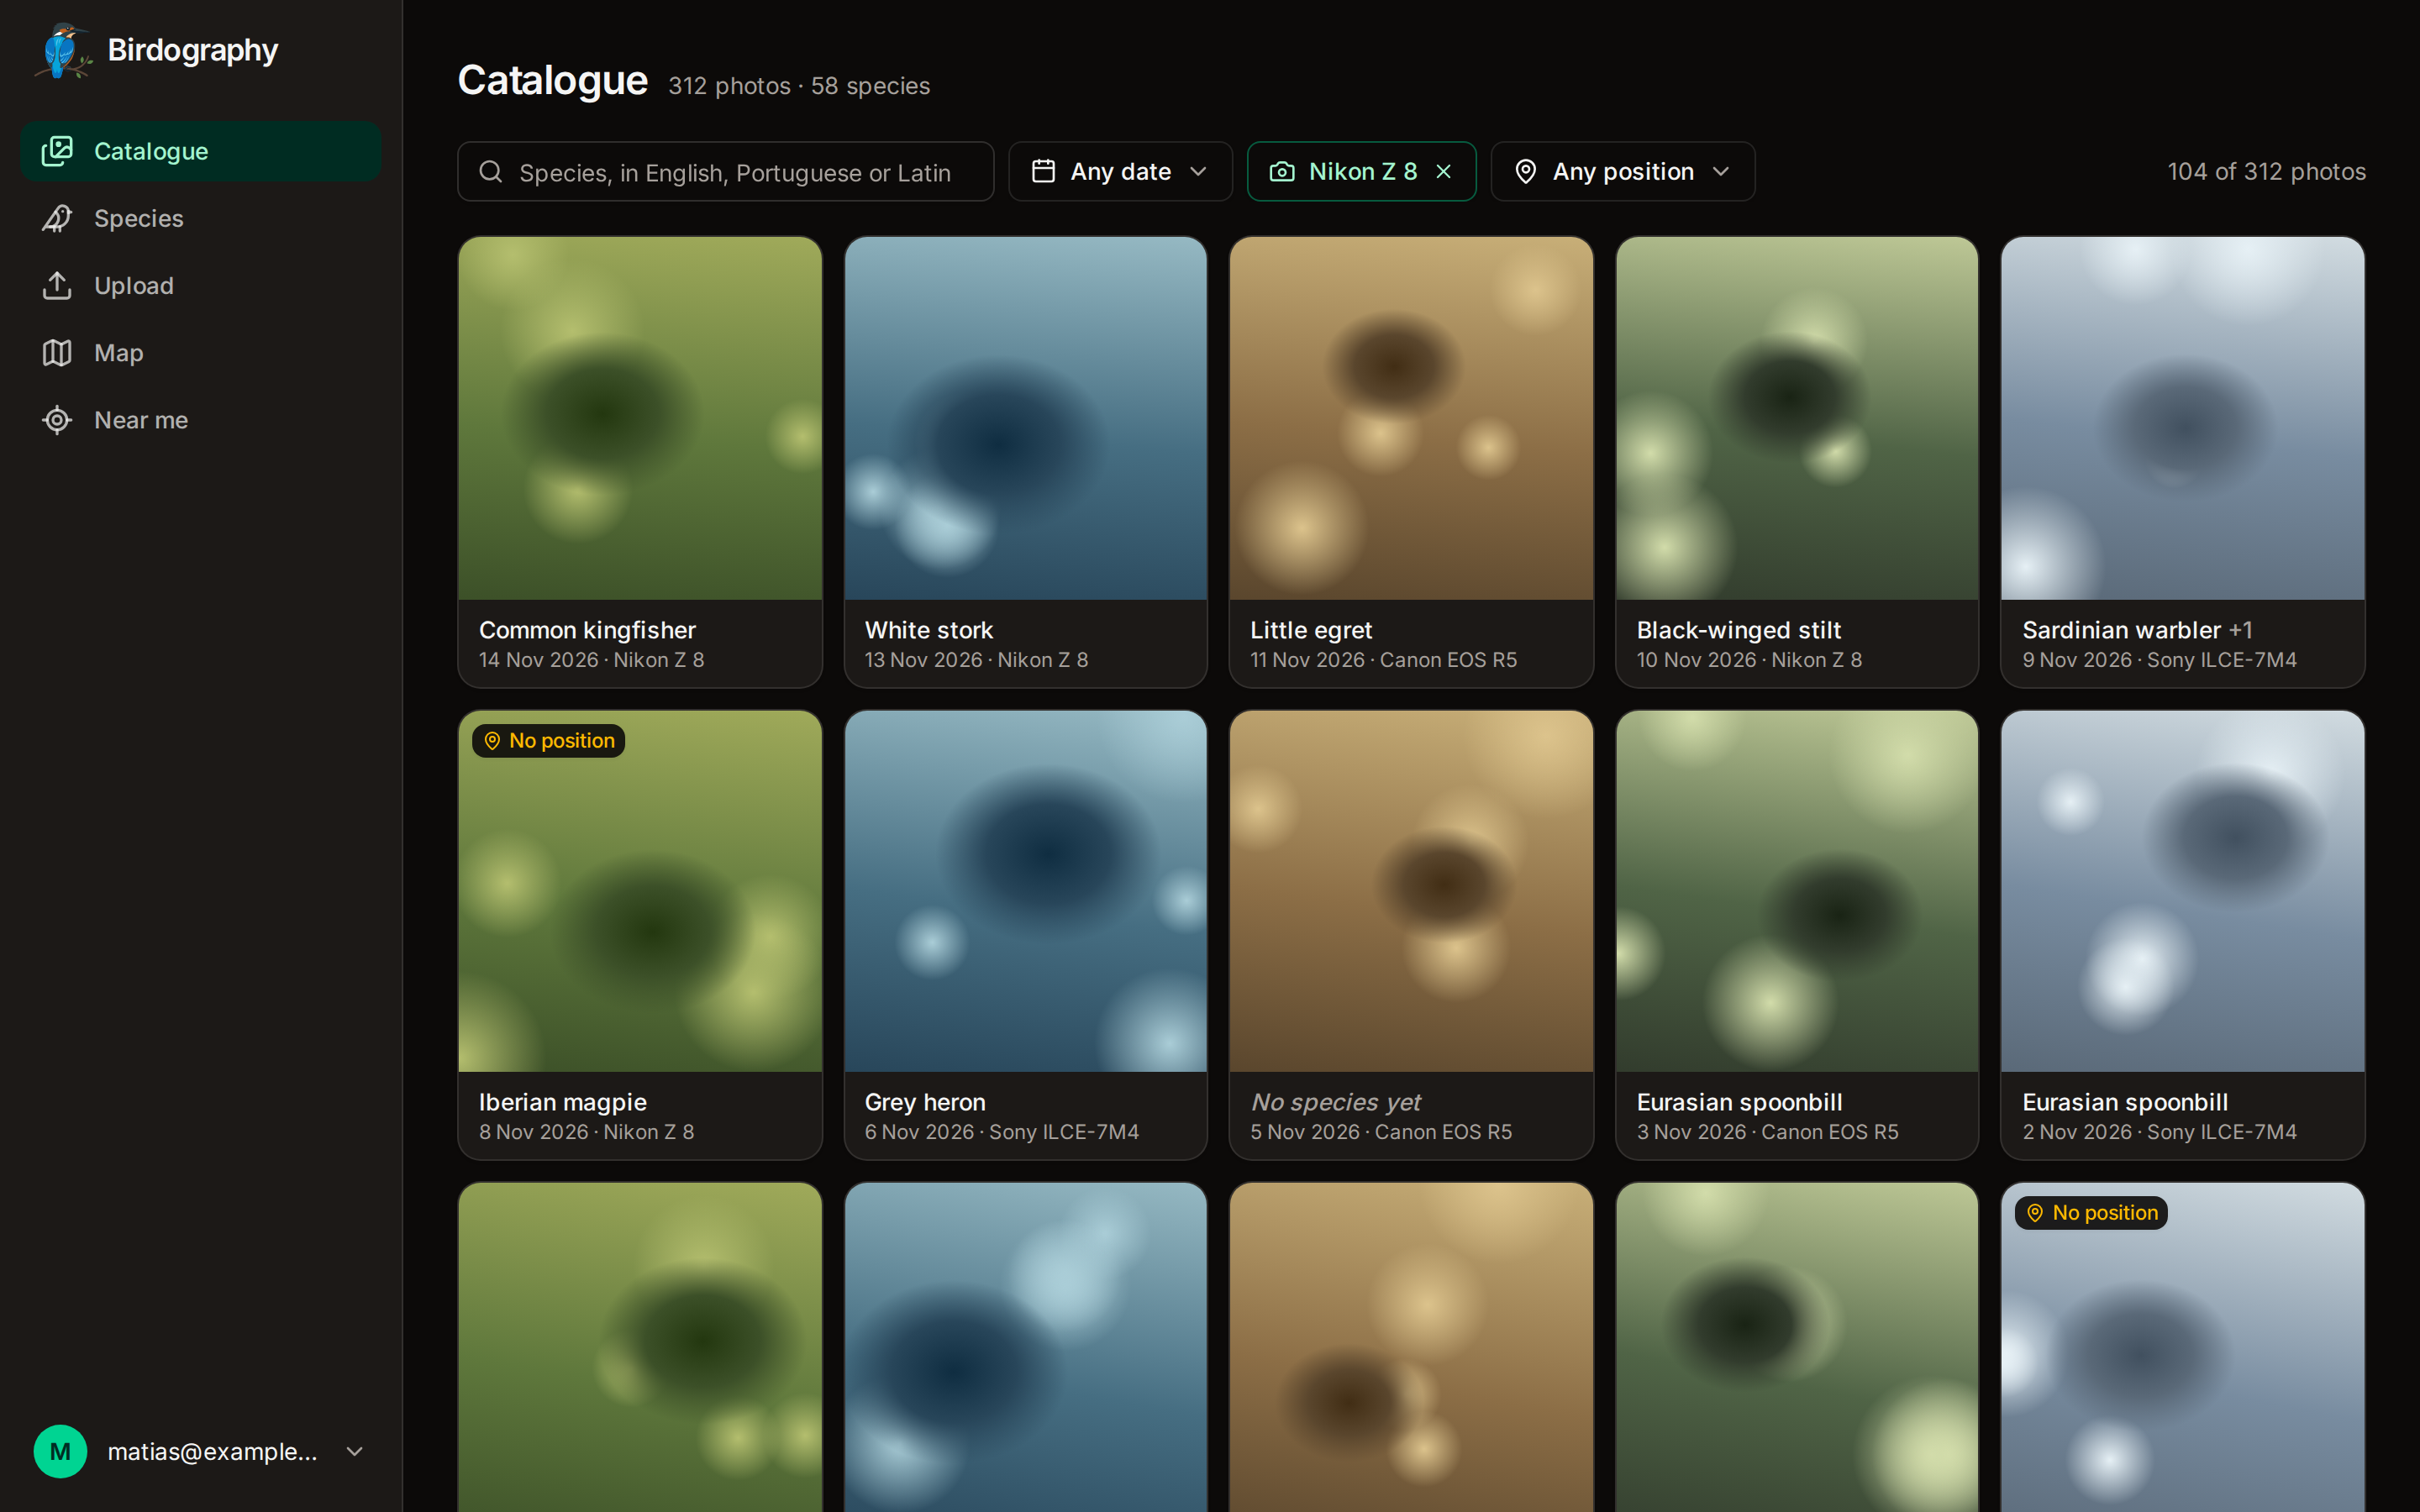 Birdography
Catalogue
Species
Upload
Map
Near me
matias@example...
M
Catalogue 312 photos · 58 species
Species, in English, Portuguese or Latin
Any date
Nikon Z 8
Any position
104 of 312 photos
Common kingfisher
14 Nov 2026 · Nikon Z 8
White stork
13 Nov 2026 · Nikon Z 8
Little egret
11 Nov 2026 · Canon EOS R5
Black-winged stilt
10 Nov 2026 · Nikon Z 8
Sardinian warbler +1
9 Nov 2026 · Sony ILCE-7M4
No position
Iberian magpie
8 Nov 2026 · Nikon Z 8
Grey heron
6 Nov 2026 · Sony ILCE-7M4
No species yet
5 Nov 2026 · Canon EOS R5
Eurasian spoonbill
3 Nov 2026 · Canon EOS R5
Eurasian spoonbill
2 Nov 2026 · Sony ILCE-7M4
No position